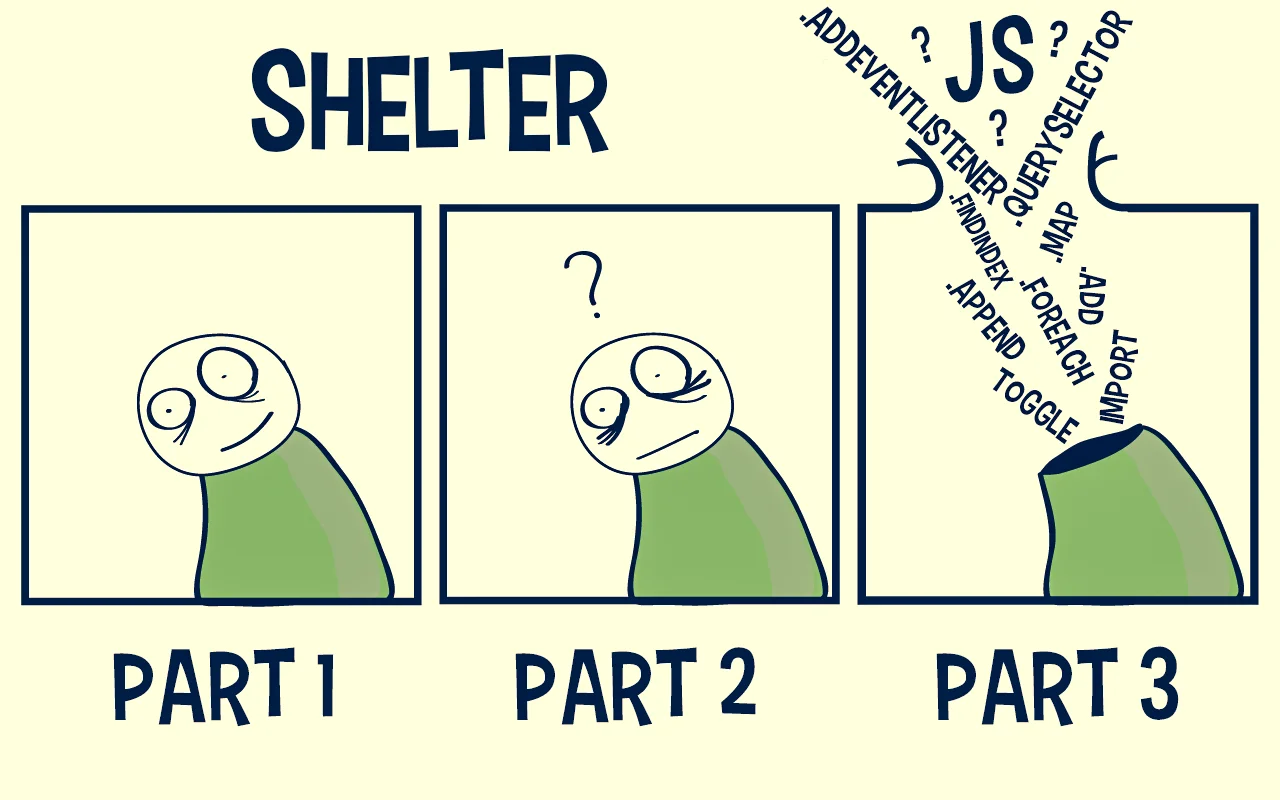 SHELTER
? JS ?
?
.ADDEVENTLISTENER
.QUERYSELECTOR
.FINDINDEX
.MAP
.ADD
.APPEND
.FOREACH
IMPORT
TOGGLE
?
PART 1
PART 2
PART 3